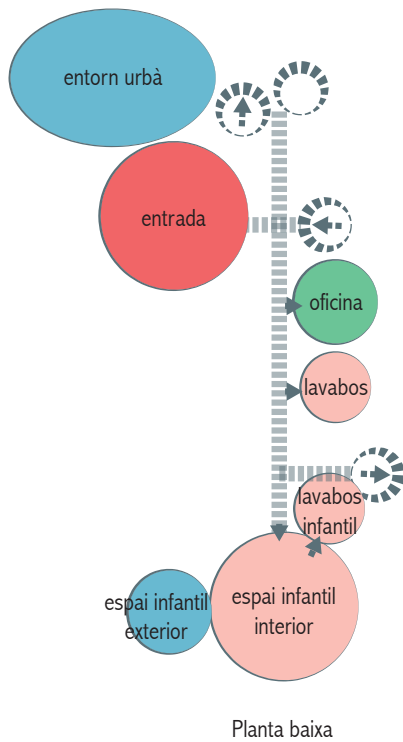 entorn urbà
entrada
oficina
lavabos
lavabos
infantil
espai infantil
exterior
espai infantil
interior
Planta baixa